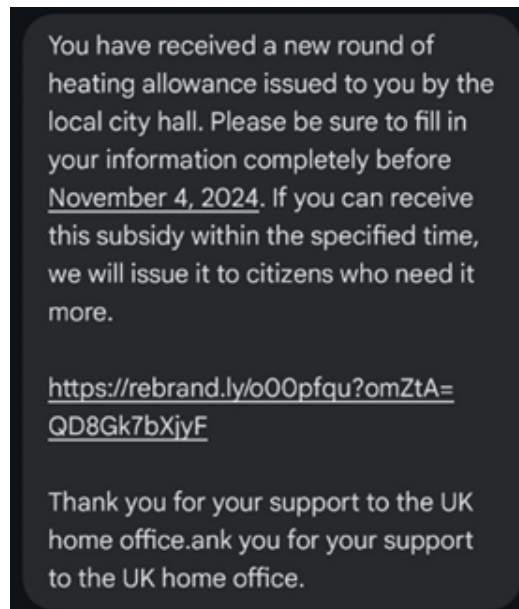 You have received a new round of
heating allowance issued to you by the
local city hall. Please be sure to fill in
your information completely before
November 4, 2024. If you can receive
this subsidy within the specified time,
we will issue it to citizens who need it
more.
https://rebrand.ly/oO0pfqu?omZtA=
QD8Gk7bXjyF
Thank you for your support to the UK
home office.ank you for your support
to the UK home office.